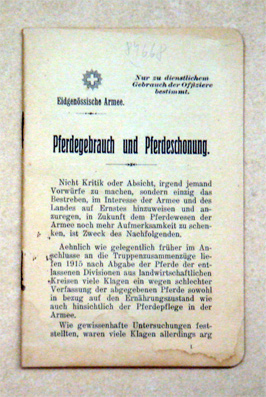 84668
Nur zu dienstlichem
Gebrauch der Offiziere
bestimmt.
Eidgenössische Armee.
Pferdegebrauch und Pferdeschonung.
Nicht Kritik oder Absicht, irgend jemand
Vorwürfe zu machen, sondern einzig das
Bestreben, im Interesse der Armee und des
Landes auf Ernstes hinzuweisen und an-
zuregen, in Zukunft dem Pferdewesen der
Armee noch mehr Aufmerksamkeit zu schen-
ken, ist Zweck des Nachfolgenden.
Aehnlich wie gelegentlich früher im An-
schlusse an die Truppenzusammenzüge lie-
fen 1915 nach Abgabe der Pferde der ent-
lassenen Divisionen aus landwirtschaftlichen
Kreisen viele Klagen ein wegen schlechter
Verfassung der abgegebenen Pferde sowohl
in bezug auf den Ernährungszustand wie
auch hinsichtlich der Pferdepflege in der
Armee.
Wie gewissenhafte Untersuchungen fest-
stellten, waren viele Klagen allerdings arg
1